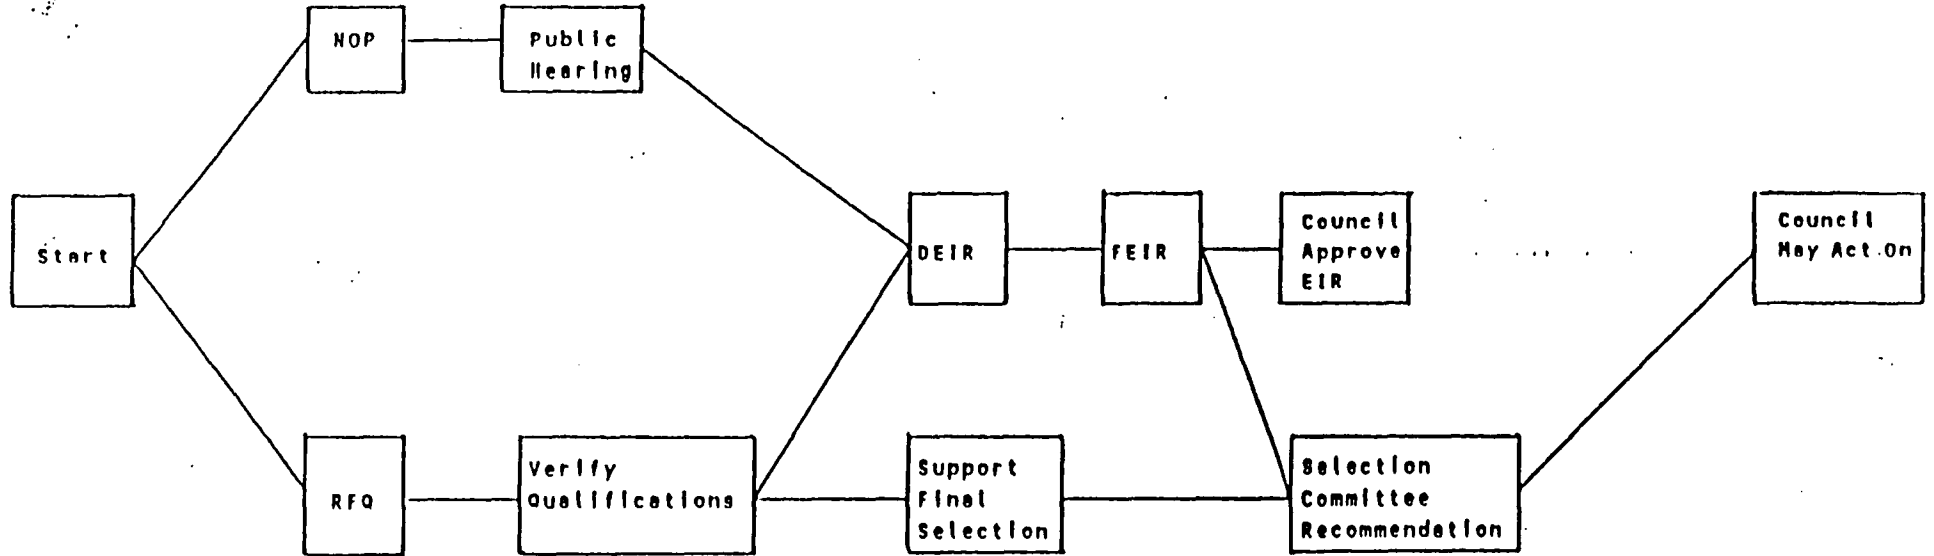 NOP
Public
Hearing
Start
DEIR
FEIR
Council
Approve
EIR
Council
May Act On
RFQ
Verify
Qualifications
Support
Final
Selection
Selection
Committee
Recommendation